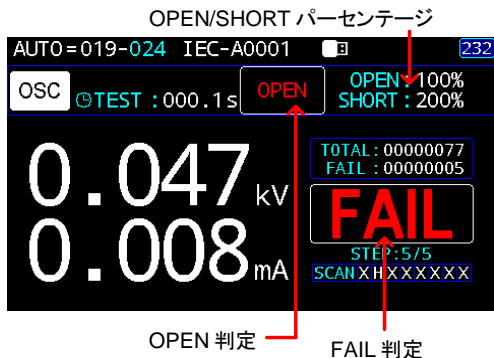 OPEN/SHORT パーセンテージ
AUTO=019-024 IEC-A0001 232
OSC TEST :000.1s OPEN OPEN :100%
SHORT :200%
0.047 kV
TOTAL:00000077
FAIL :00000005
FAIL
0.008 mA
STEP:5/5
SCAN XHXXXXXX
OPEN 判定
FAIL 判定